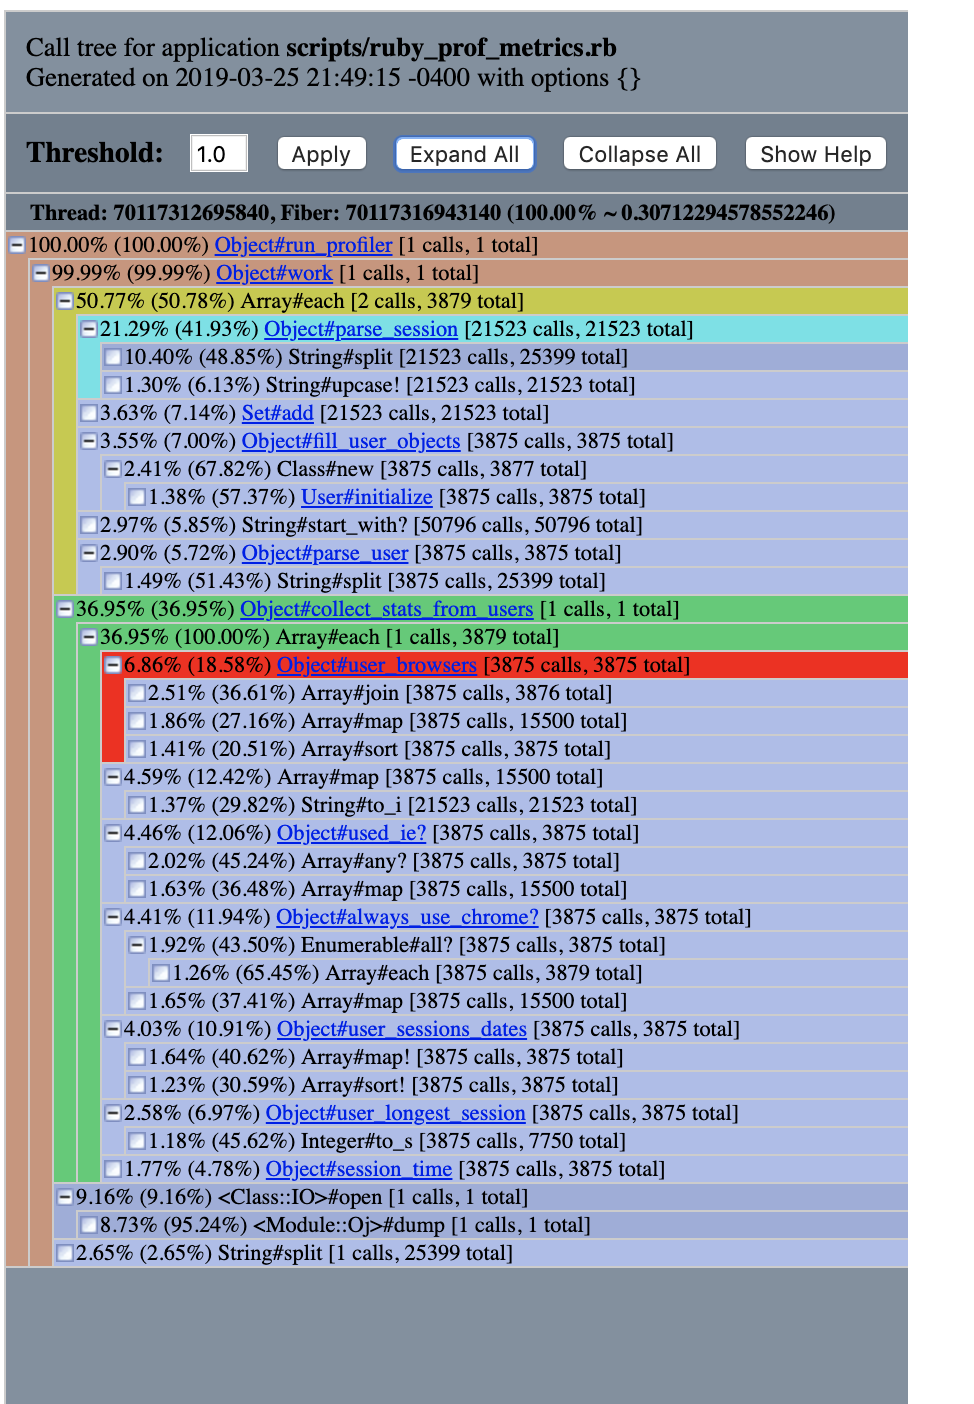 Call tree for application scripts/ruby_prof_metrics.rb
Generated on 2019-03-25 21:49:15 -0400 with options {}
Threshold: 1.0 Apply Expand All Collapse All Show Help
Thread: 70117312695840, Fiber: 70117316943140 (100.00% ~ 0.30712294578552246)
100.00% (100.00%) Object#run_profiler [1 calls, 1 total]
99.99% (99.99%) Object#work [1 calls, 1 total]
50.77% (50.78%) Array#each [2 calls, 3879 total]
21.29% (41.93%) Object#parse_session [21523 calls, 21523 total]
10.40% (48.85%) String#split [21523 calls, 25399 total]
1.30% (6.13%) String#upcase! [21523 calls, 21523 total]
3.63% (7.14%) Set#add [21523 calls, 21523 total]
3.55% (7.00%) Object#fill_user_objects [3875 calls, 3875 total]
2.41% (67.82%) Class#new [3875 calls, 3877 total]
1.38% (57.37%) User#initialize [3875 calls, 3875 total]
2.97% (5.85%) String#start_with? [50796 calls, 50796 total]
2.90% (5.72%) Object#parse_user [3875 calls, 3875 total]
1.49% (51.43%) String#split [3875 calls, 25399 total]
36.95% (36.95%) Object#collect_stats_from_users [1 calls, 1 total]
36.95% (100.00%) Array#each [1 calls, 3879 total]
6.86% (18.58%) Object#user_browsers [3875 calls, 3875 total]
2.51% (36.61%) Array#join [3875 calls, 3876 total]
1.86% (27.16%) Array#map [3875 calls, 15500 total]
1.41% (20.51%) Array#sort [3875 calls, 3875 total]
4.59% (12.42%) Array#map [3875 calls, 15500 total]
1.37% (29.82%) String#to_i [21523 calls, 21523 total]
4.46% (12.06%) Object#used_ie? [3875 calls, 3875 total]
2.02% (45.24%) Array#any? [3875 calls, 3875 total]
1.63% (36.48%) Array#map [3875 calls, 15500 total]
4.41% (11.94%) Object#always_use_chrome? [3875 calls, 3875 total]
1.92% (43.50%) Enumerable#all? [3875 calls, 3875 total]
1.26% (65.45%) Array#each [3875 calls, 3879 total]
1.65% (37.41%) Array#map [3875 calls, 15500 total]
4.03% (10.91%) Object#user_sessions_dates [3875 calls, 3875 total]
1.64% (40.62%) Array#map! [3875 calls, 3875 total]
1.23% (30.59%) Array#sort! [3875 calls, 3875 total]
2.58% (6.97%) Object#user_longest_session [3875 calls, 3875 total]
1.18% (45.62%) Integer#to_s [3875 calls, 7750 total]
1.77% (4.78%) Object#session_time [3875 calls, 3875 total]
9.16% (9.16%) <Class::IO>#open [1 calls, 1 total]
8.73% (95.24%) <Module::Oj>#dump [1 calls, 1 total]
2.65% (2.65%) String#split [1 calls, 25399 total]